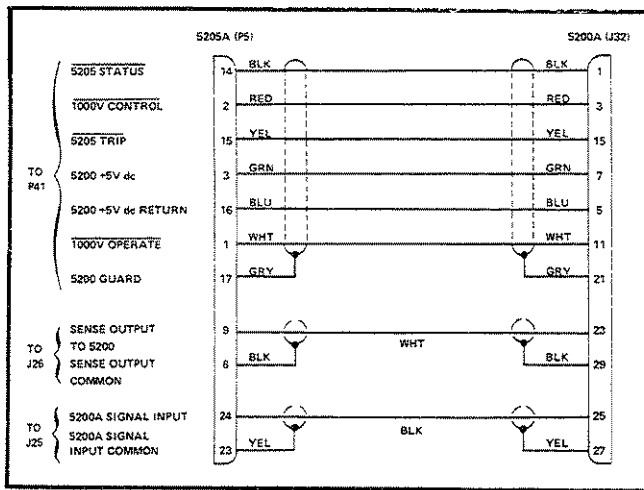 5205A (P5) 5200A (J32)
5205 STATUS 14 BLK BLK 1
1000V CONTROL 2 RED RED 3
5205 TRIP 15 YEL YEL 15
TO
P41
5200 +5V dc 3 GRN GRN 7
5200 +5V dc RETURN 16 BLU BLU 5
1000V OPERATE 1 WHT WHT 11
5200 GUARD 17 GRY GRY 21
TO
J26
SENSE OUTPUT 9 23
TO 5200 WHT
SENSE OUTPUT 6 BLK BLK 29
COMMON
TO
J25
5200A SIGNAL INPUT 24 25
5200A SIGNAL BLK
INPUT COMMON 23 YEL YEL 27